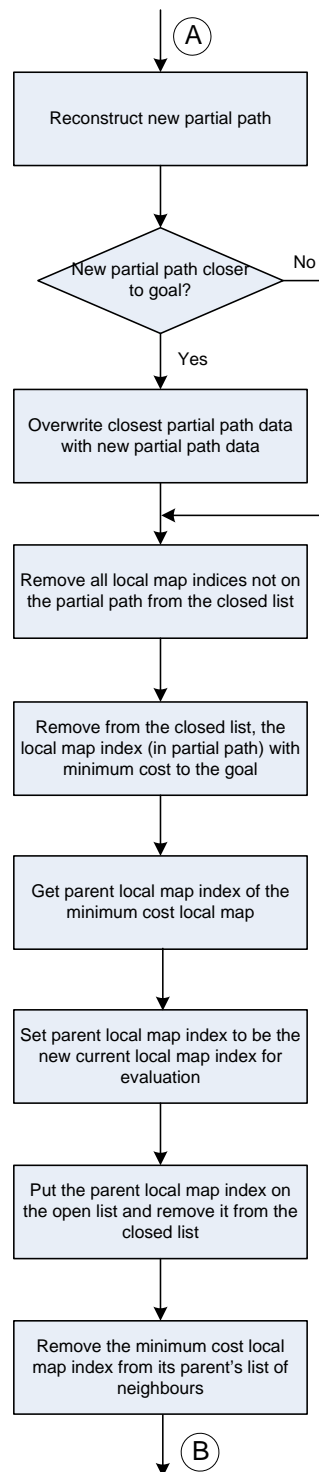 A
Reconstruct new partial path
New partial path closer
to goal?
No
Yes
Overwrite closest partial path data
with new partial path data
Remove all local map indices not on
the partial path from the closed list
Remove from the closed list, the
local map index (in partial path) with
minimum cost to the goal
Get parent local map index of the
minimum cost local map
Set parent local map index to be the
new current local map index for
evaluation
Put the parent local map index on
the open list and remove it from the
closed list
Remove the minimum cost local
map index from its parent’s list of
neighbours
B